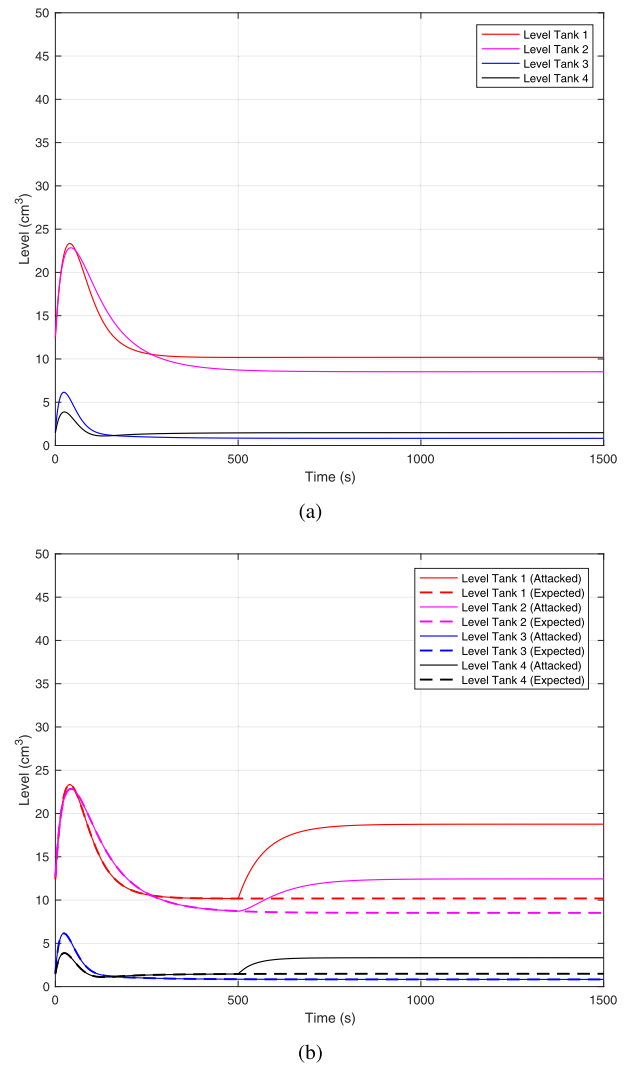 50
45
40
35
30
25
20
15
10
5
0
Level (cm³)
0
500
1000
1500
Time (s)
Level Tank 1
Level Tank 2
Level Tank 3
Level Tank 4
(a)
50
45
40
35
30
25
20
15
10
5
0
Level (cm³)
0
500
1000
1500
Time (s)
Level Tank 1 (Attacked)
Level Tank 1 (Expected)
Level Tank 2 (Attacked)
Level Tank 2 (Expected)
Level Tank 3 (Attacked)
Level Tank 3 (Expected)
Level Tank 4 (Attacked)
Level Tank 4 (Expected)
(b)